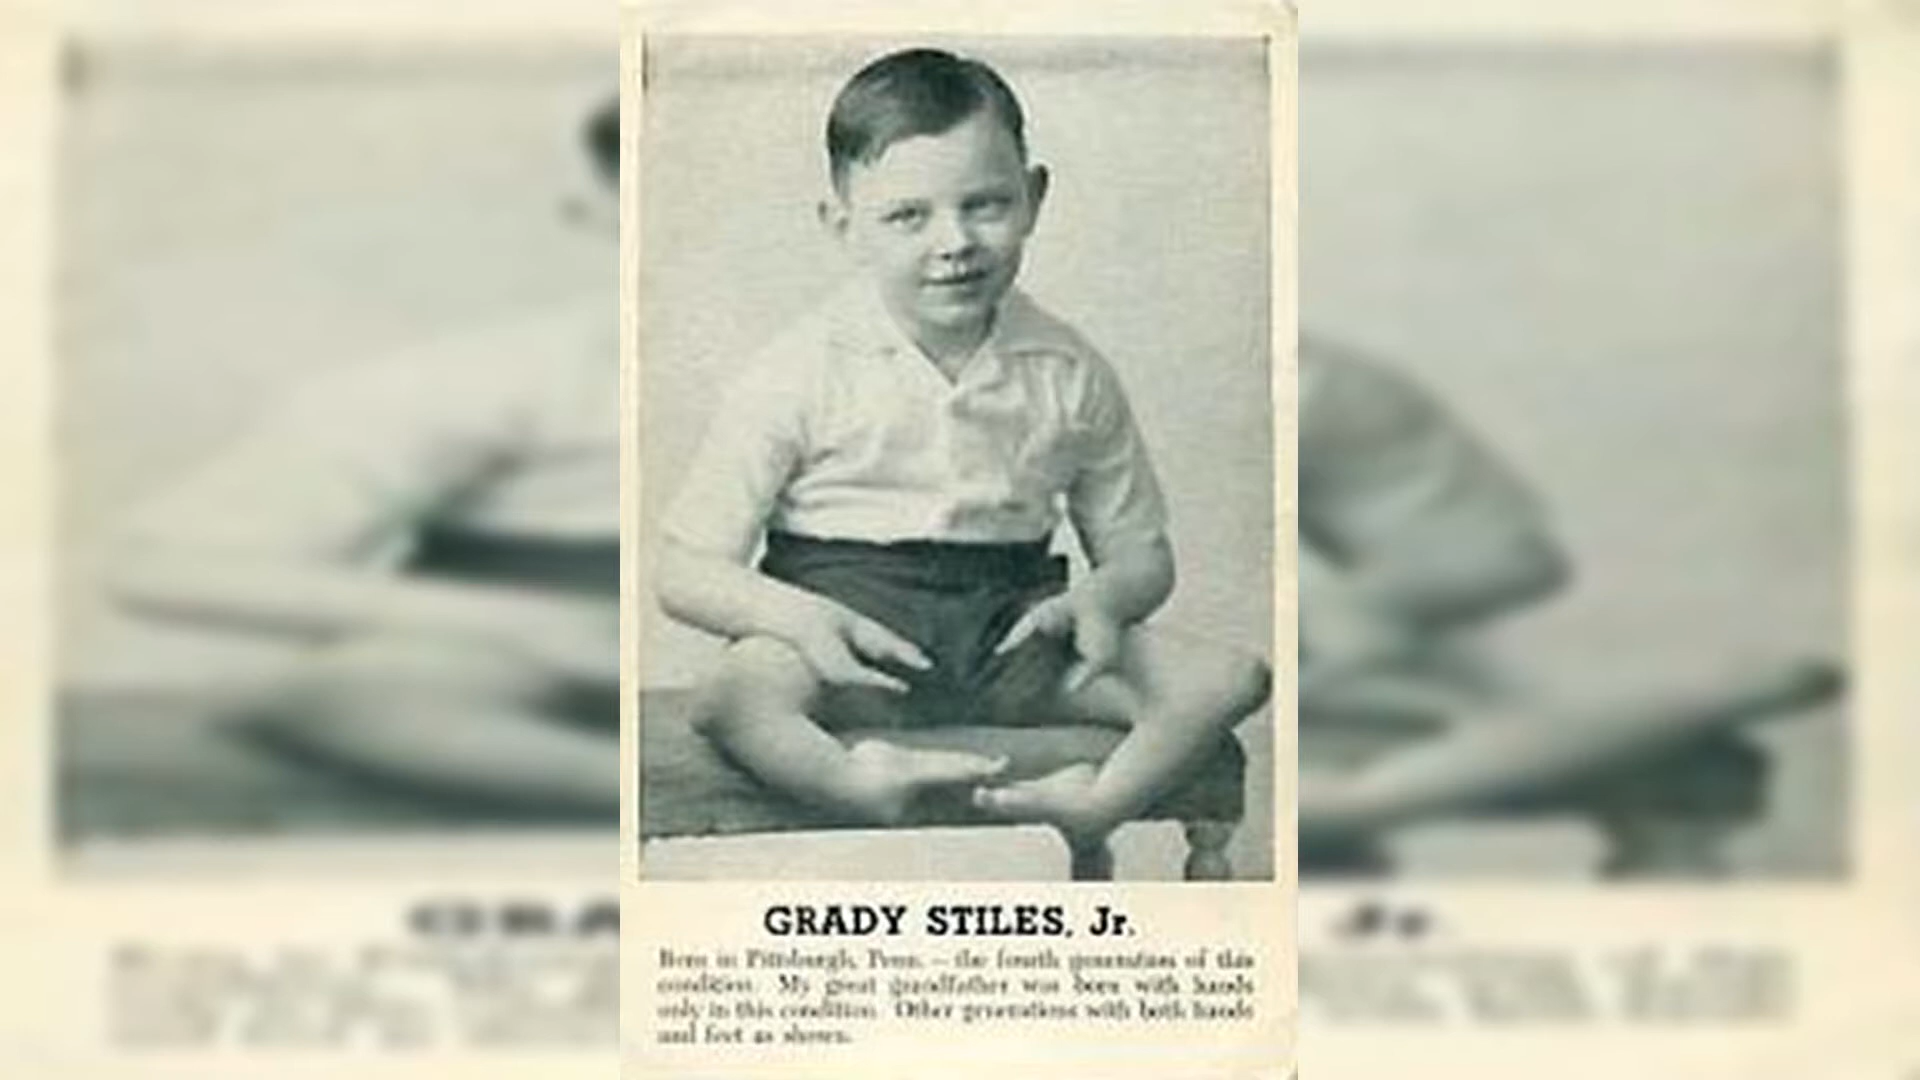 GRADY STILES, Jr.
Born in Pittsburgh, Penn. — the fourth generation of this
condition. My great grandfather was born with hands
only in this condition. Other generations with both hands
and feet as shown.